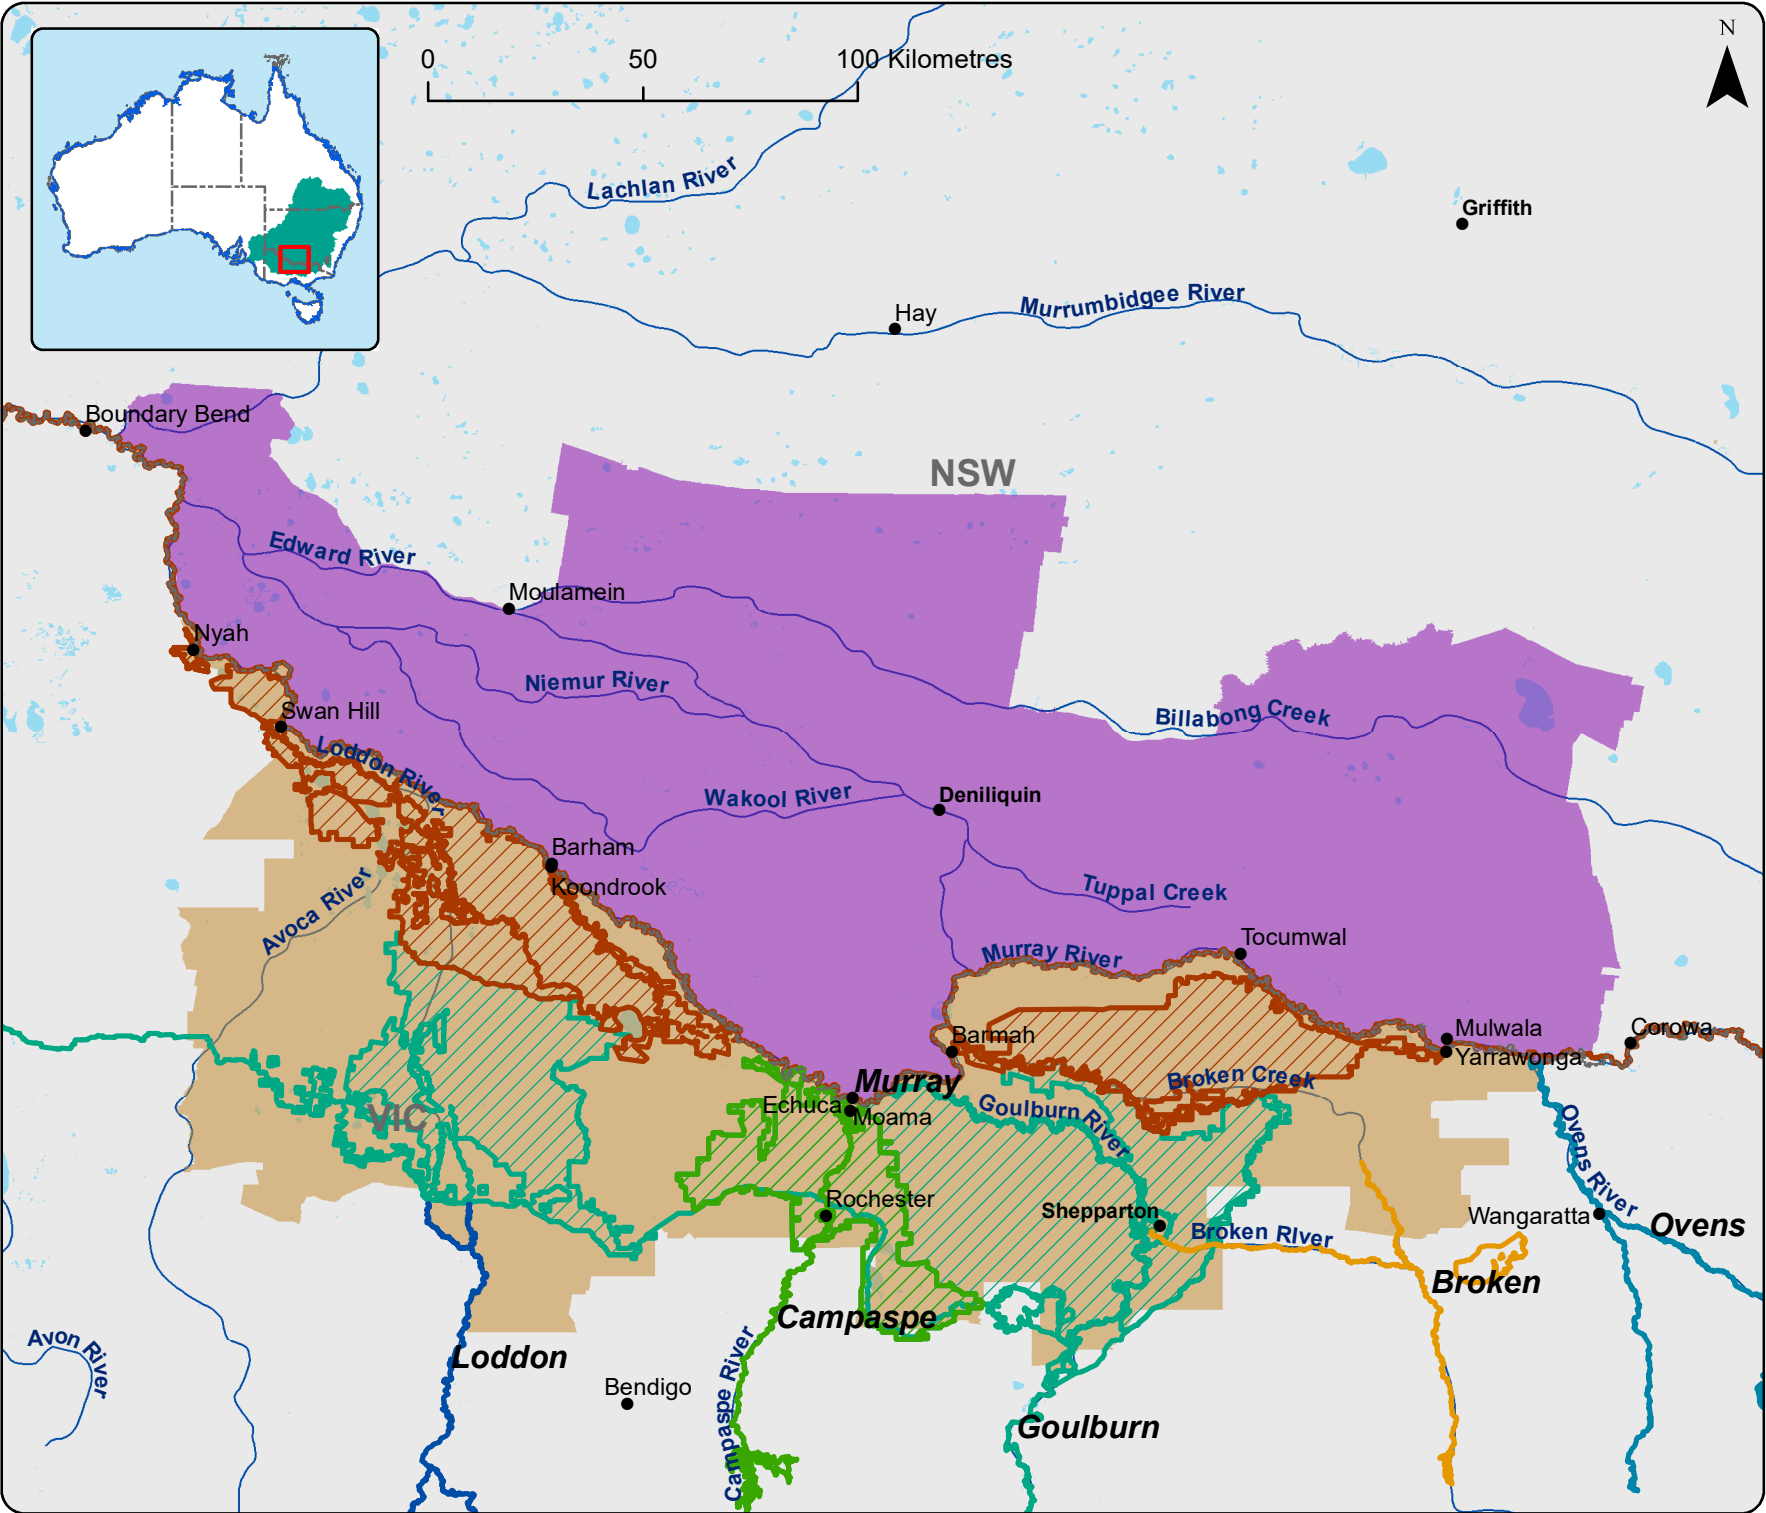 N
0
50
100 Kilometres
Lachlan River
Griffith
Hay
Murrumbidgee River
Boundary Bend
NSW
Edward River
Moulamein
Nyah
Niemur River
Swan Hill
Billabong Creek
Loddon River
Wakool River
Deniliquin
Barham
Koondrook
Tuppal Creek
Avoca River
Tocumwal
Murray River
Barmah
Mulwala
Corowa
Yarrawonga
Murray
Broken Creek
Echuca
Moama
Goulburn River
VIC
Ovens River
Rochester
Shepparton
Wangaratta
Ovens
Broken RIver
Broken
Campaspe
Avon River
Loddon
Bendigo
Campaspe River
Goulburn